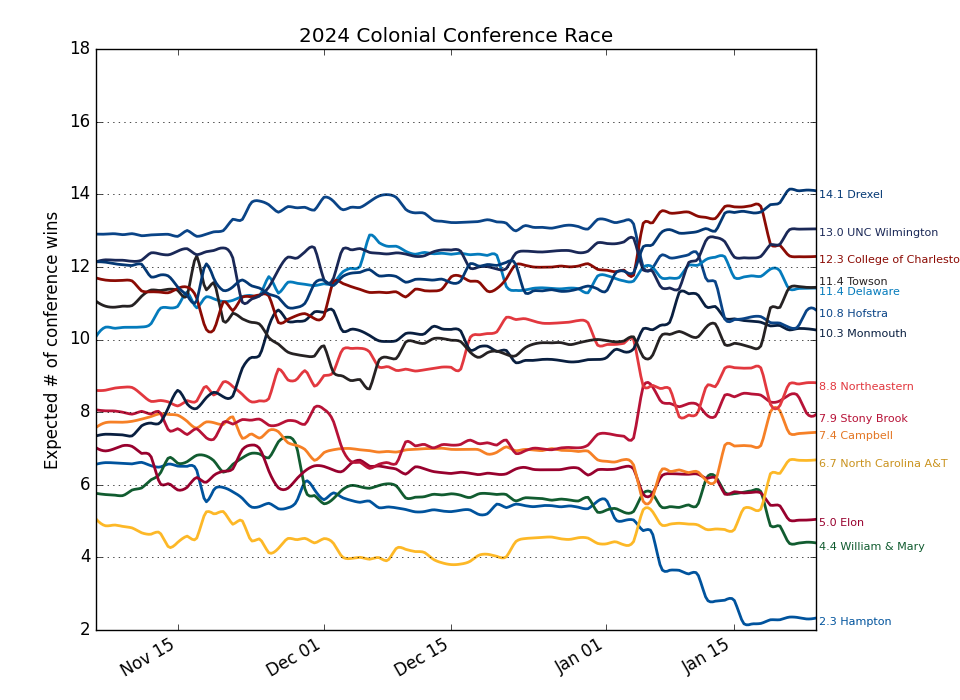 2024 Colonial Conference Race
Expected # of conference wins
18
16
14
12
10
8
6
4
2
Nov 15
Dec 01
Dec 15
Jan 01
Jan 15
14.1 Drexel
13.0 UNC Wilmington
12.3 College of Charlesto
11.4 Towson
11.4 Delaware
10.8 Hofstra
10.3 Monmouth
8.8 Northeastern
7.9 Stony Brook
7.4 Campbell
6.7 North Carolina A&T
5.0 Elon
4.4 William & Mary
2.3 Hampton